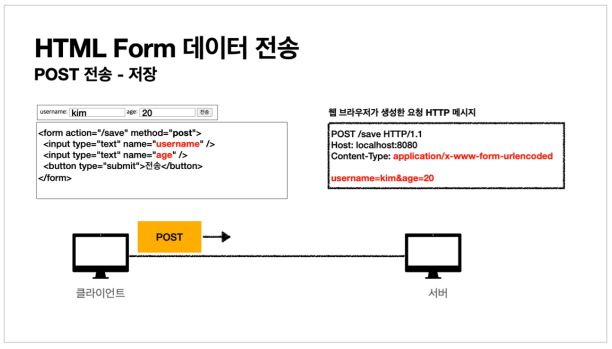 HTML Form 데이터 전송
POST 전송 - 저장
username: kim age: 20 전송
<form action="/save" method="post">
<input type="text" name="username" />
<input type="text" name="age" />
<button type="submit">전송</button>
</form>
웹 브라우저가 생성한 요청 HTTP 메시지
POST /save HTTP/1.1
Host: localhost:8080
Content-Type: application/x-www-form-urlencoded
username=kim&age=20
POST
클라이언트
서버